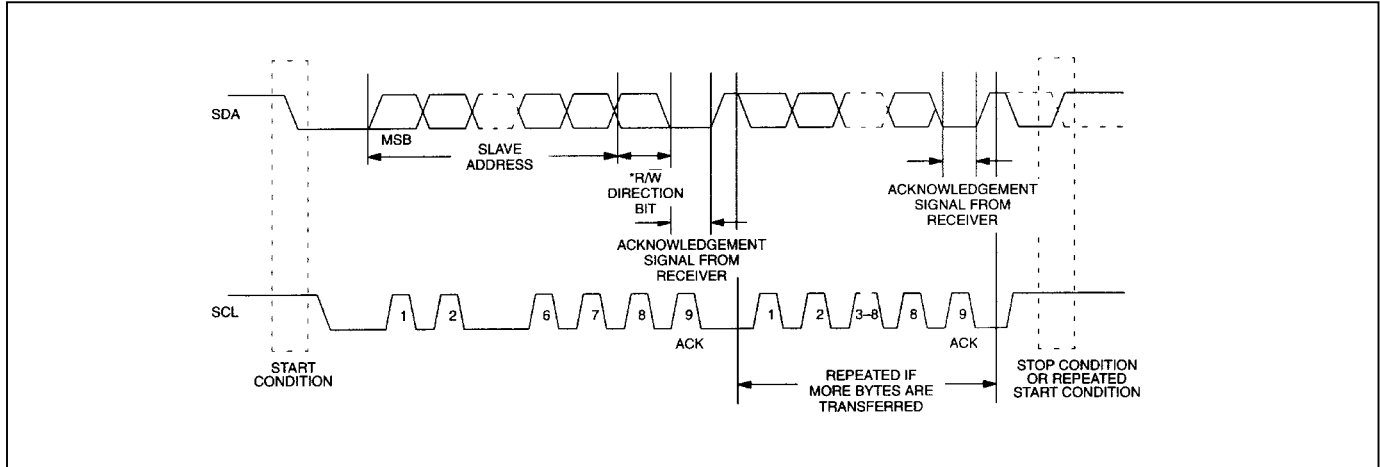 SDA
MSB
SLAVE
ADDRESS
*R/W̅
DIRECTION
BIT
ACKNOWLEDGEMENT
SIGNAL FROM
RECEIVER
ACKNOWLEDGEMENT
SIGNAL FROM
RECEIVER
SCL
1 2 6 7 8 9 1 2 3–8 8 9
ACK
ACK
START
CONDITION
REPEATED IF
MORE BYTES ARE
TRANSFERRED
STOP CONDITION
OR REPEATED
START CONDITION